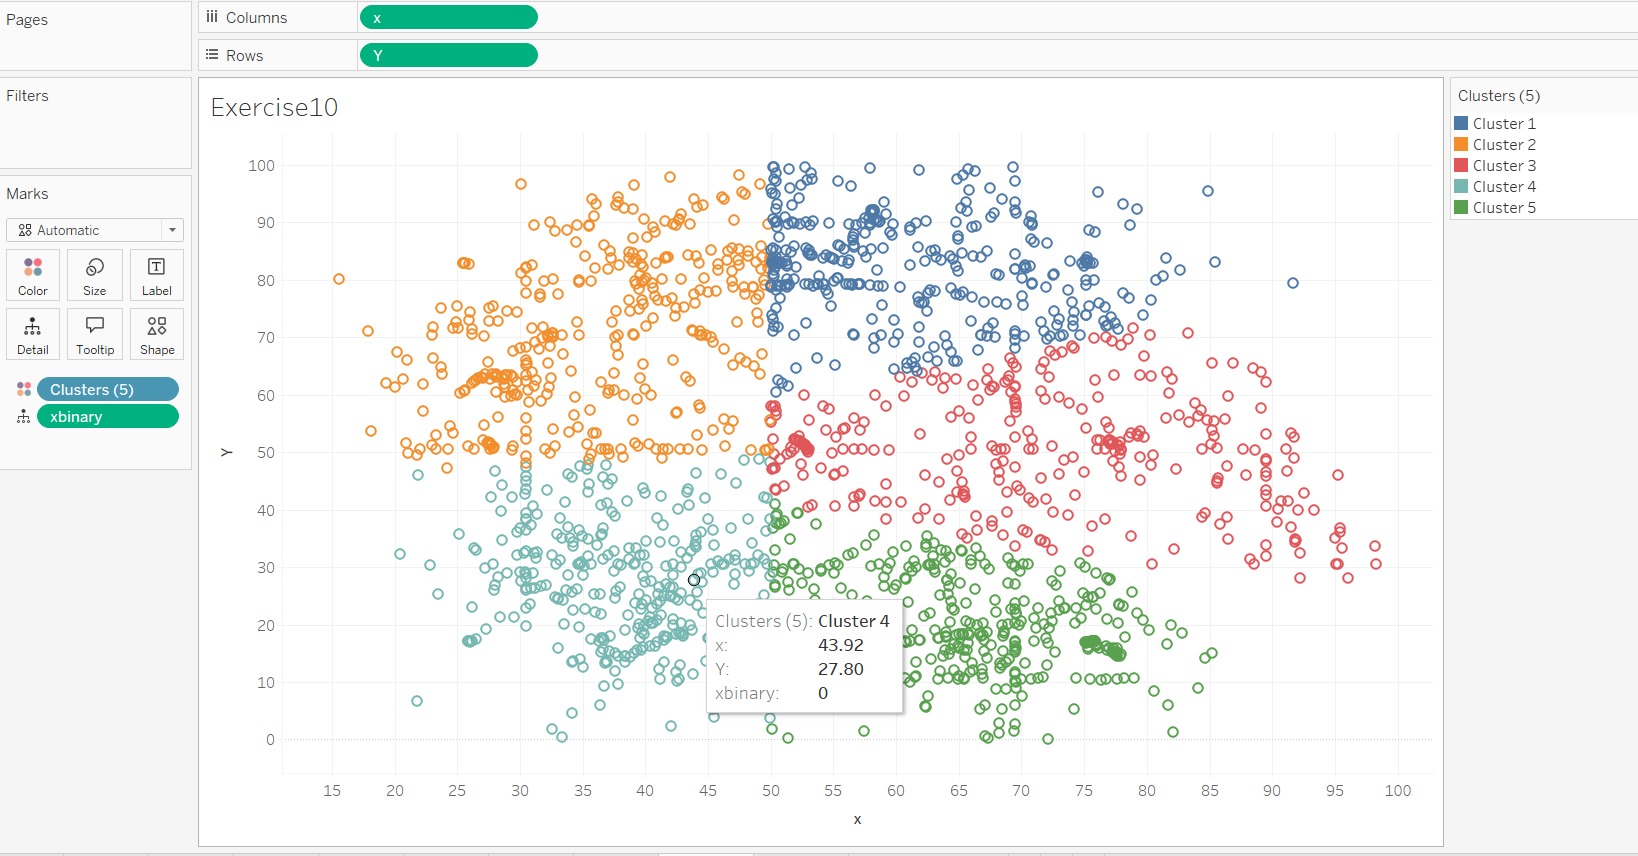 Pages
Columns
x
Rows
Y
Filters
Marks
Automatic
Color
Size
Label
Detail
Tooltip
Shape
Clusters (5)
xbinary
Exercise10
100
90
80
70
60
50
40
30
20
10
0
Y
15 20 25 30 35 40 45 50 55 60 65 70 75 80 85 90 95 100
x
Clusters (5): Cluster 4
x: 43.92
Y: 27.80
xbinary: 0
Clusters (5)
Cluster 1
Cluster 2
Cluster 3
Cluster 4
Cluster 5